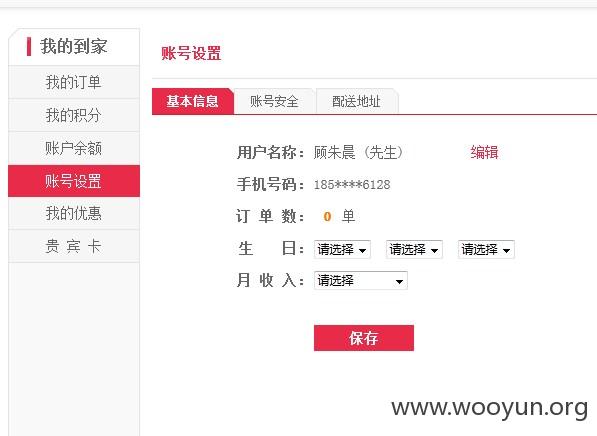 我的到家
我的订单
我的积分
账户余额
账号设置
我的优惠
贵 宾 卡
账号设置
基本信息 账号安全 配送地址
用户名称： 顾朱晨 (先生) 编辑
手机号码： 185****6128
订 单 数： 0 单
生 日： 请选择 请选择 请选择
月 收 入： 请选择
保存
www.wooyun.org